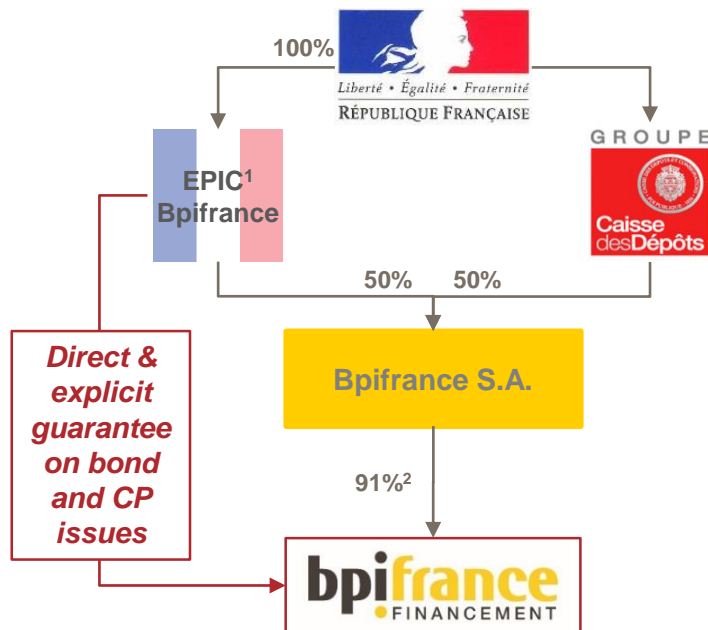 100%
Liberté • Égalité • Fraternité
RÉPUBLIQUE FRANÇAISE
GROUPE
EPIC¹
Bpifrance
Caisse
desDépôts
50%
50%
Direct &
explicit
guarantee
on bond
and CP
issues
Bpifrance S.A.
91%²
bpifrance
FINANCEMENT